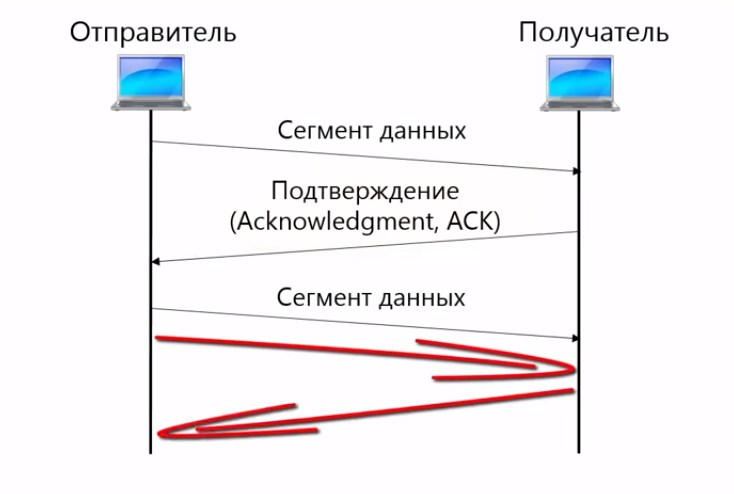 Отправитель
Получатель
Сегмент данных
Подтверждение
(Acknowledgment, ACK)
Сегмент данных